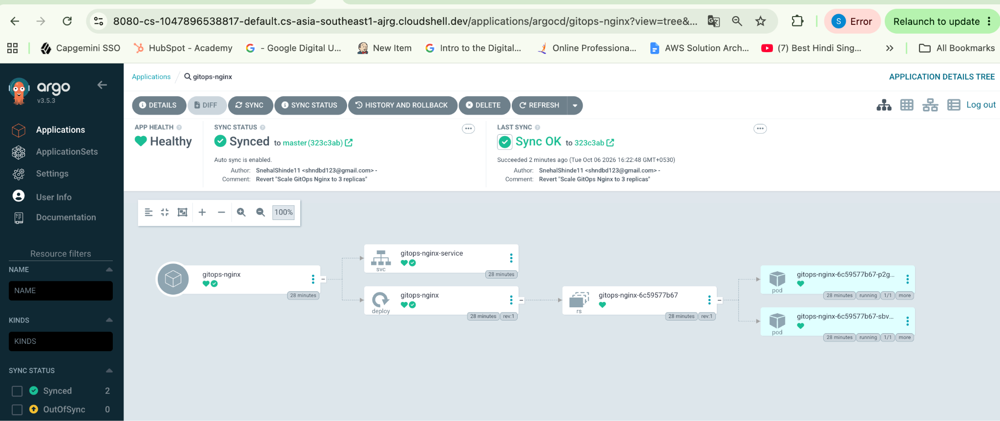 8080-cs-1047896538817-default.cs-asia-southeast1-ajrg.cloudshell.dev/applications/argocd/gitops-nginx?view=tree&...
S Error
Relaunch to update
Capgemini SSO
HubSpot - Academy
- Google Digital U...
New Item
Intro to the Digital...
Online Professiona...
AWS Solution Arch...
(7) Best Hindi Sing...
All Bookmarks
argo
v3.5.3
Applications
ApplicationSets
Settings
User Info
Documentation
Resource filters
NAME
NAME
KINDS
KINDS
SYNC STATUS
Synced 2
OutOfSync 0
Applications / gitops-nginx
APPLICATION DETAILS TREE
DETAILS
DIFF
SYNC
SYNC STATUS
HISTORY AND ROLLBACK
DELETE
REFRESH
Log out
APP HEALTH
Healthy
SYNC STATUS
Synced to master (323c3ab)
Auto sync is enabled.
Author: SnehalShinde11 <shndbd123@gmail.com> -
Comment: Revert "Scale GitOps Nginx to 3 replicas"
LAST SYNC
Sync OK to 323c3ab
Succeeded 2 minutes ago (Tue Oct 06 2026 16:22:48 GMT+0530)
Author: SnehalShinde11 <shndbd123@gmail.com> -
Comment: Revert "Scale GitOps Nginx to 3 replicas"
100%
gitops-nginx
28 minutes
svc
gitops-nginx-service
28 minutes
deploy
gitops-nginx
28 minutes rev:1
rs
gitops-nginx-6c59577b67
28 minutes rev:1
pod
gitops-nginx-6c59577b67-p2g...
28 minutes running 1/1 more
pod
gitops-nginx-6c59577b67-sbv...
28 minutes running 1/1 more